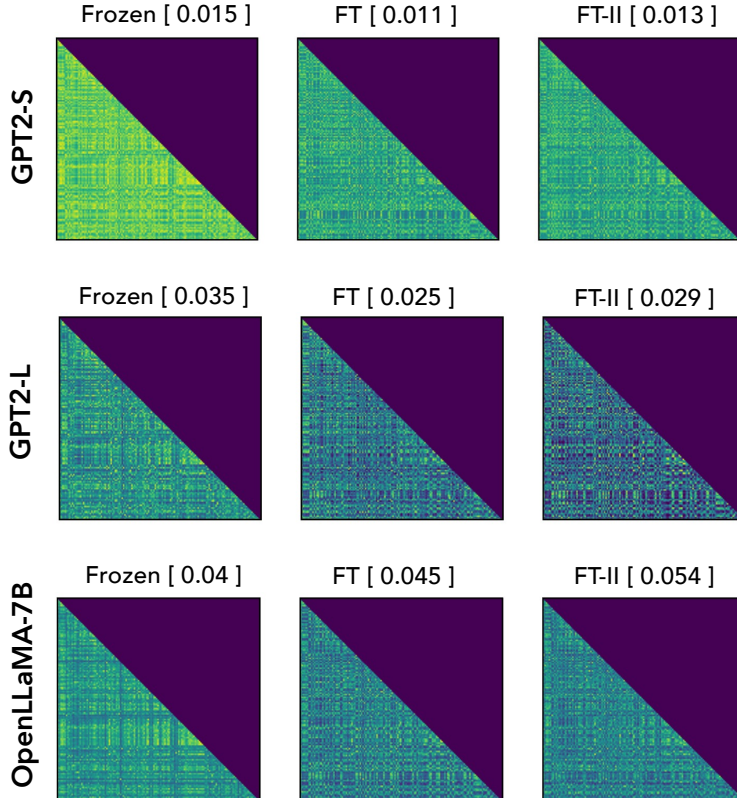 Frozen [ 0.015 ]
FT [ 0.011 ]
FT-II [ 0.013 ]
GPT2-S
Frozen [ 0.035 ]
FT [ 0.025 ]
FT-II [ 0.029 ]
GPT2-L
Frozen [ 0.04 ]
FT [ 0.045 ]
FT-II [ 0.054 ]
OpenLLaMA-7B